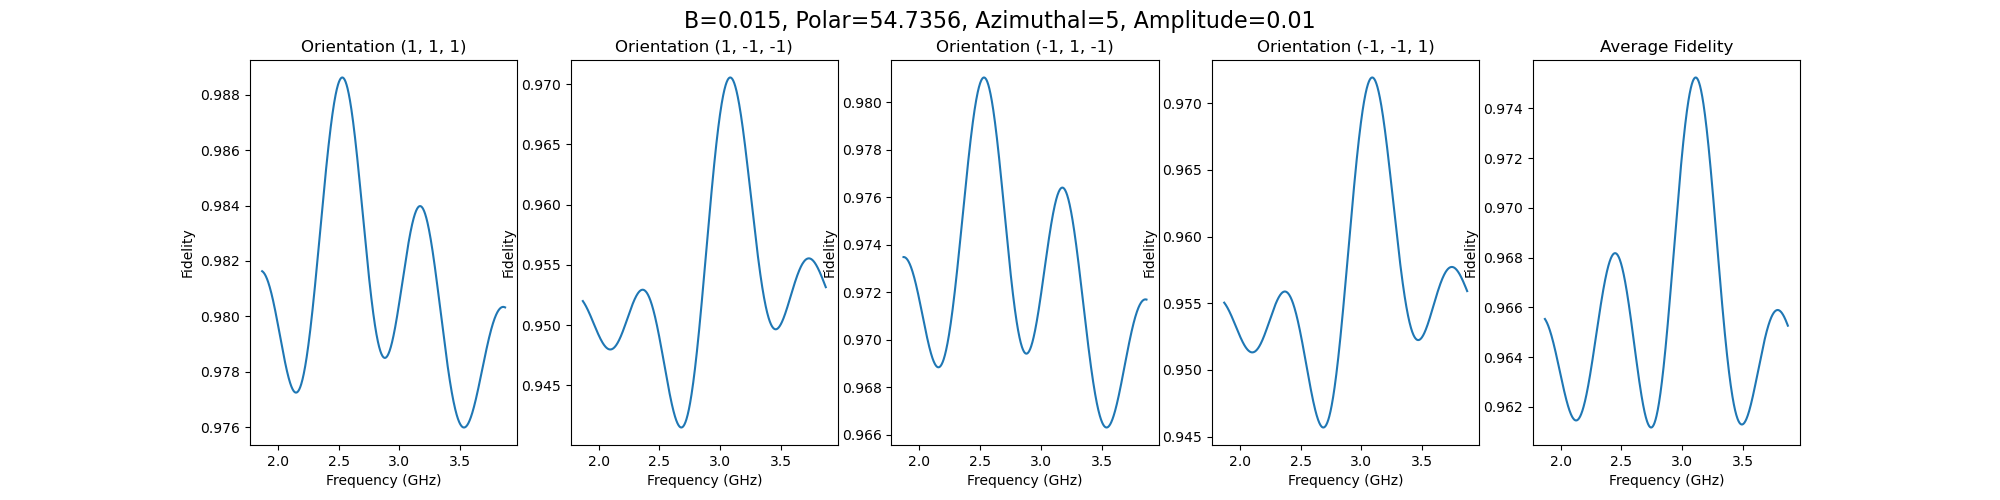 B=0.015, Polar=54.7356, Azimuthal=5, Amplitude=0.01
Orientation (1, 1, 1)
Fidelity
0.988
0.986
0.984
0.982
0.980
0.978
0.976
2.0 2.5 3.0 3.5
Frequency (GHz)
Orientation (1, -1, -1)
Fidelity
0.970
0.965
0.960
0.955
0.950
0.945
2.0 2.5 3.0 3.5
Frequency (GHz)
Orientation (-1, 1, -1)
Fidelity
0.980
0.978
0.976
0.974
0.972
0.970
0.968
0.966
2.0 2.5 3.0 3.5
Frequency (GHz)
Orientation (-1, -1, 1)
Fidelity
0.970
0.965
0.960
0.955
0.950
0.945
2.0 2.5 3.0 3.5
Frequency (GHz)
Average Fidelity
Fidelity
0.974
0.972
0.970
0.968
0.966
0.964
0.962
2.0 2.5 3.0 3.5
Frequency (GHz)